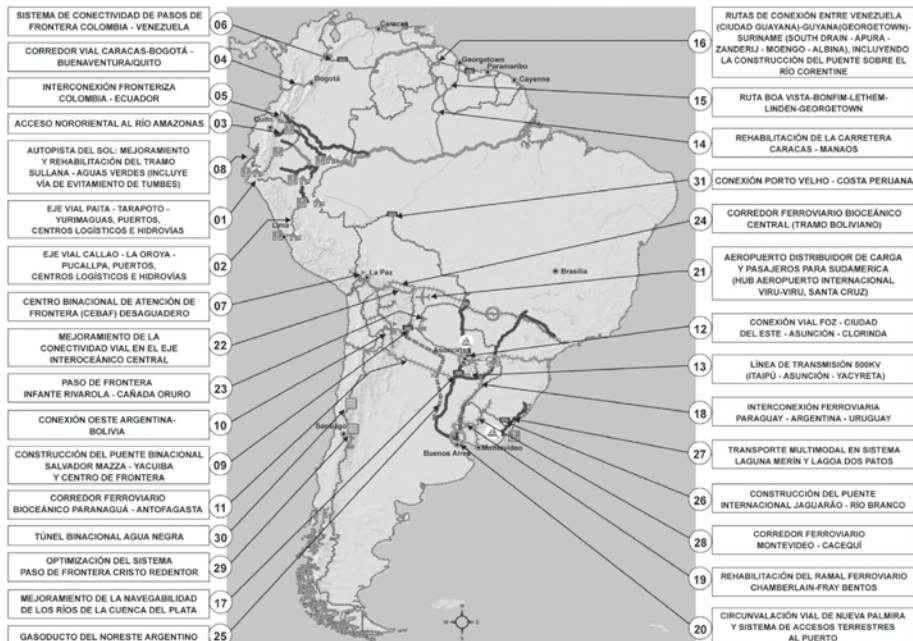 SISTEMA DE CONECTIVIDAD DE PASOS DE
FRONTERA COLOMBIA - VENEZUELA
06
CORREDOR VIAL CARACAS-BOGOTÁ -
BUENAVENTURA/QUITO
04
INTERCONEXIÓN FRONTERIZA
COLOMBIA - ECUADOR
05
ACCESO NORORIENTAL AL RÍO AMAZONAS
03
AUTOPISTA DEL SOL: MEJORAMIENTO
Y REHABILITACIÓN DEL TRAMO
SULLANA - AGUAS VERDES (INCLUYE
VÍA DE EVITAMIENTO DE TUMBES)
08
EJE VIAL PAITA - TARAPOTO -
YURIMAGUAS, PUERTOS,
CENTROS LOGÍSTICOS E HIDROVÍAS
01
EJE VIAL CALLAO - LA OROYA -
PUCALLPA, PUERTOS,
CENTROS LOGÍSTICOS E HIDROVÍAS
02
CENTRO BINACIONAL DE ATENCIÓN DE
FRONTERA (CEBAF) DESAGUADERO
07
MEJORAMIENTO DE LA
CONECTIVIDAD VIAL EN EL EJE
INTEROCEÁNICO CENTRAL
22
PASO DE FRONTERA
INFANTE RIVAROLA - CAÑADA ORURO
23
CONEXIÓN OESTE ARGENTINA-
BOLIVIA
10
CONSTRUCCIÓN DEL PUENTE BINACIONAL
SALVADOR MAZZA - YACUIBA
Y CENTRO DE FRONTERA
09
CORREDOR FERROVIARIO
BIOCEÁNICO PARANAGUÁ - ANTOFAGASTA
11
TÚNEL BINACIONAL AGUA NEGRA
30
OPTIMIZACIÓN DEL SISTEMA
PASO DE FRONTERA CRISTO REDENTOR
29
MEJORAMIENTO DE LA NAVEGABILIDAD
DE LOS RÍOS DE LA CUENCA DEL PLATA
17
GASODUCTO DEL NORESTE ARGENTINO
25
Caracas
Bogotá
Georgetown
Paramaribo
Cayenne
Quito
Lima
La Paz
Brasilia
Asunción
Santiago
Buenos Aires
Montevideo
N
W
E
S
16
RUTAS DE CONEXIÓN ENTRE VENEZUELA
(CIUDAD GUAYANA)-GUYANA(GEORGETOWN)-
SURINAME (SOUTH DRAIN - APURA -
ZANDERIJ - MOENGO - ALBINA), INCLUYENDO
LA CONSTRUCCIÓN DEL PUENTE SOBRE EL
RÍO CORENTINE
15
RUTA BOA VISTA-BONFIM-LETHEM-
LINDEN-GEORGETOWN
14
REHABILITACIÓN DE LA CARRETERA
CARACAS - MANAOS
31
CONEXIÓN PORTO VELHO - COSTA PERUANA
24
CORREDOR FERROVIARIO BIOCEÁNICO
CENTRAL (TRAMO BOLIVIANO)
21
AEROPUERTO DISTRIBUIDOR DE CARGA
Y PASAJEROS PARA SUDAMERICA
(HUB AEROPUERTO INTERNACIONAL
VIRU-VIRU, SANTA CRUZ)
12
CONEXIÓN VIAL FOZ - CIUDAD
DEL ESTE - ASUNCIÓN - CLORINDA
13
LÍNEA DE TRANSMISIÓN 500KV
(ITAIPÚ - ASUNCIÓN - YACYRETA)
18
INTERCONEXIÓN FERROVIARIA
PARAGUAY - ARGENTINA - URUGUAY
27
TRANSPORTE MULTIMODAL EN SISTEMA
LAGUNA MERÍN Y LAGOA DOS PATOS
26
CONSTRUCCIÓN DEL PUENTE
INTERNACIONAL JAGUARÃO - RÍO BRANCO
28
CORREDOR FERROVIARIO
MONTEVIDEO - CACEQUÍ
19
REHABILITACIÓN DEL RAMAL FERROVIARIO
CHAMBERLAIN-FRAY BENTOS
20
CIRCUNVALACIÓN VIAL DE NUEVA PALMIRA
Y SISTEMA DE ACCESOS TERRESTRES
AL PUERTO